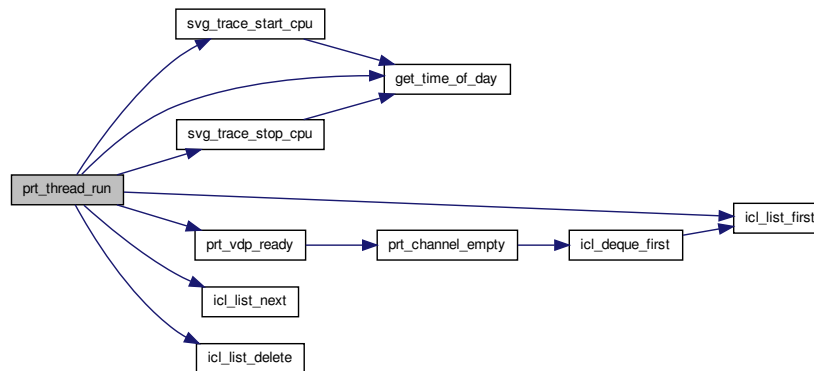 svg_trace_start_cpu
get_time_of_day
svg_trace_stop_cpu
prt_thread_run
icl_list_first
prt_vdp_ready
prt_channel_empty
icl_deque_first
icl_list_next
icl_list_delete